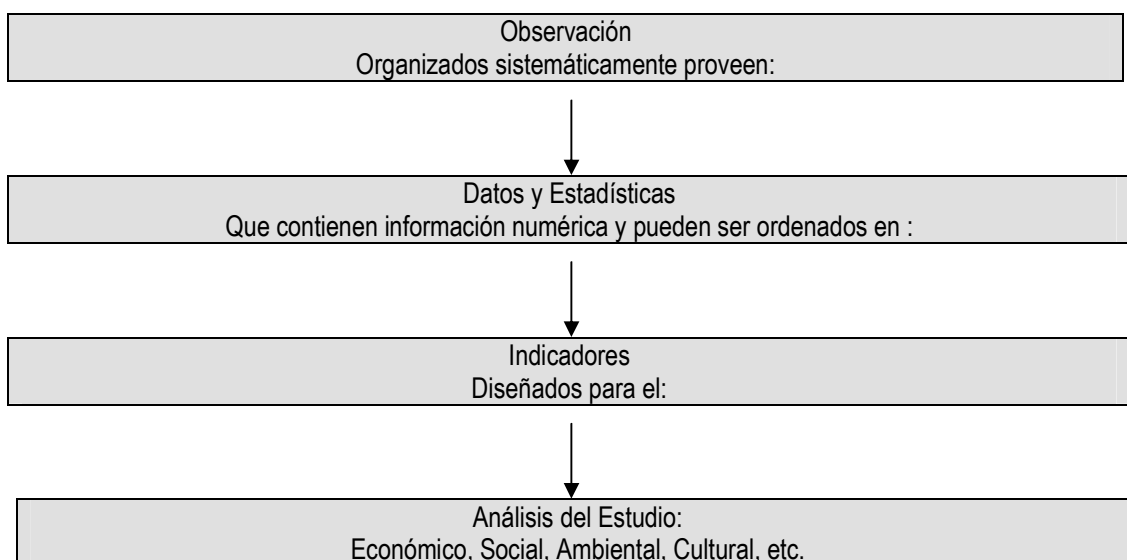 Observación
Organizados sistemáticamente proveen:
Datos y Estadísticas
Que contienen información numérica y pueden ser ordenados en :
Indicadores
Diseñados para el:
Análisis del Estudio:
Económico, Social, Ambiental, Cultural, etc.